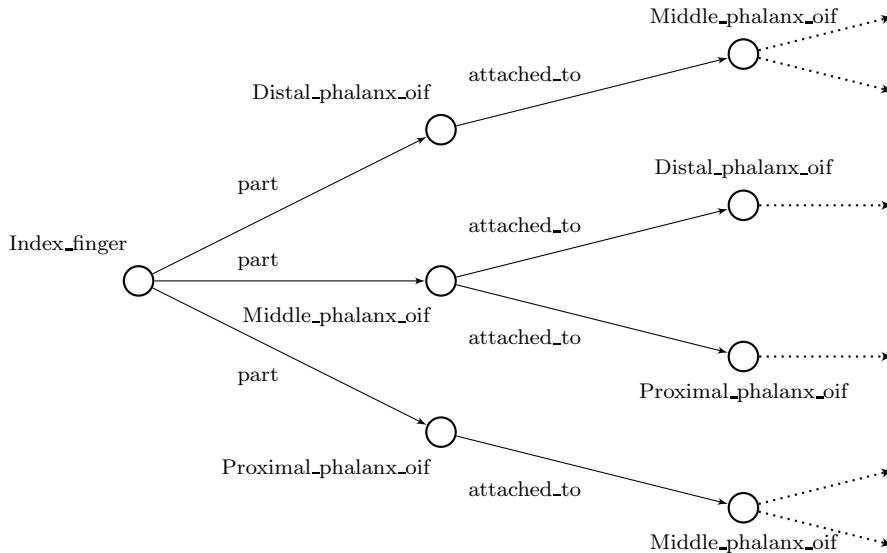 Middle_phalanx_oif
attached_to
Distal_phalanx_oif
Distal_phalanx_oif
part
attached_to
Index_finger
part
Middle_phalanx_oif
attached_to
part
Proximal_phalanx_oif
Proximal_phalanx_oif
attached_to
Middle_phalanx_oif